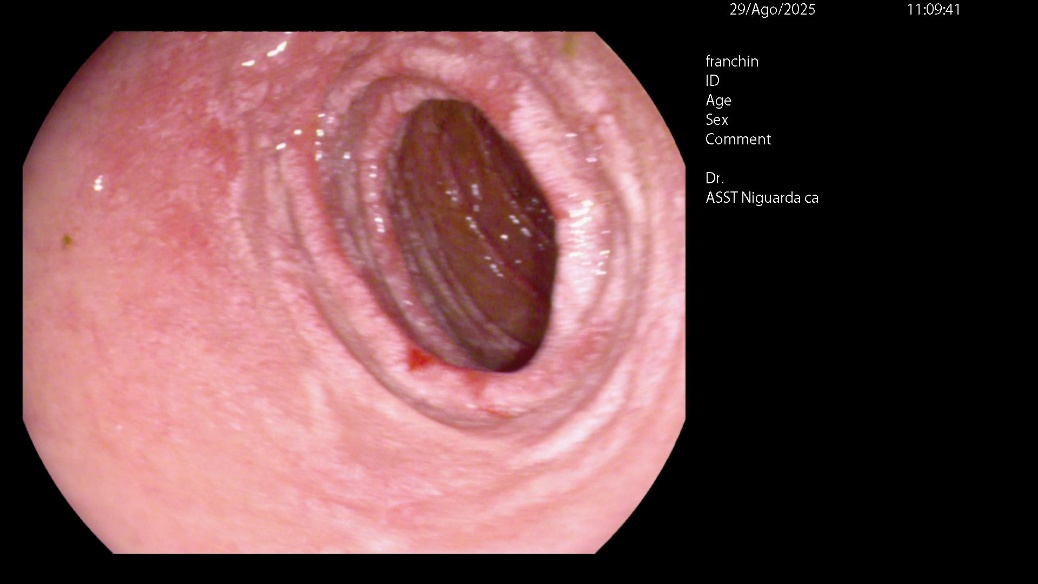 29/Ago/2025 11:09:41
franchin
ID
Age
Sex
Comment
Dr.
ASST Niguarda ca